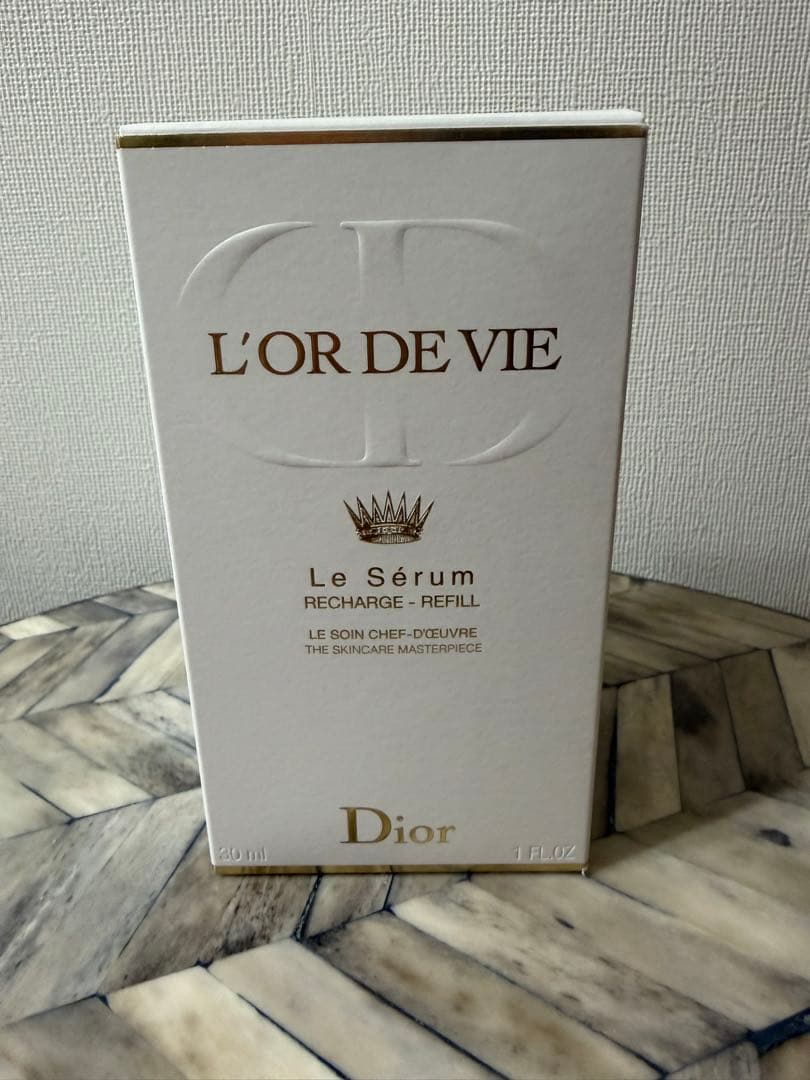 CD
L'OR DE VIE
Le Sérum
RECHARGE - REFILL
LE SOIN CHEF-D'ŒUVRE
THE SKINCARE MASTERPIECE
Dior
30 ml 1 FL.OZ